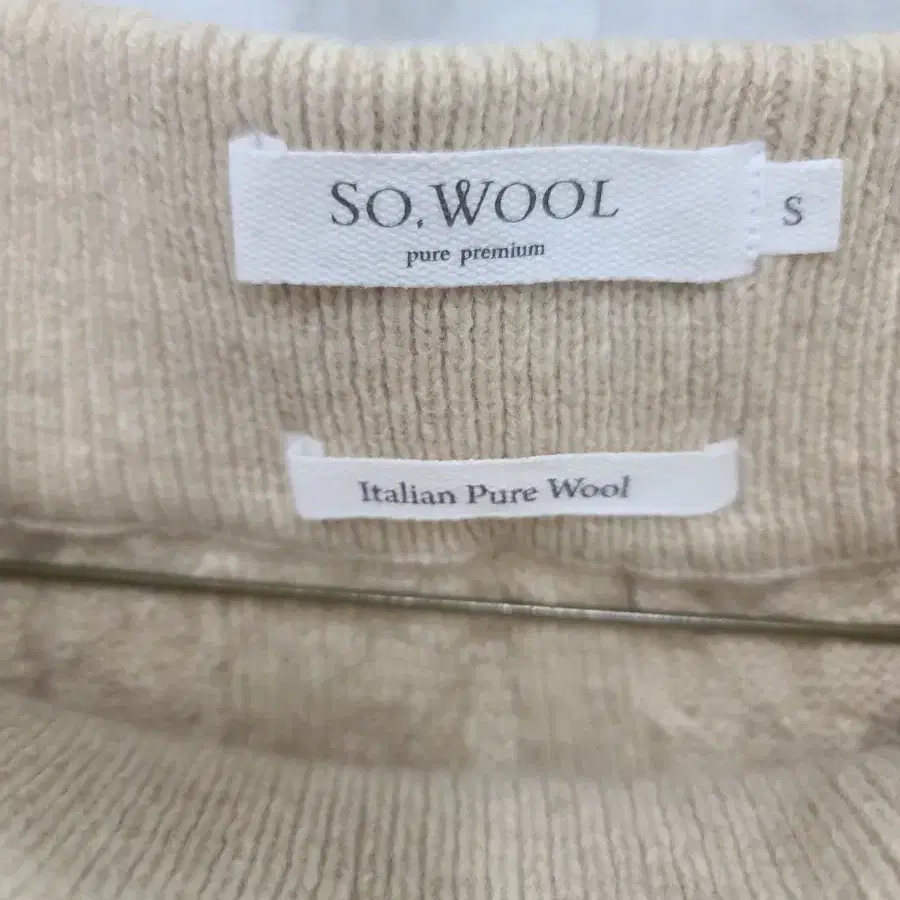 SO, WOOL
pure premium
S
Italian Pure Wool